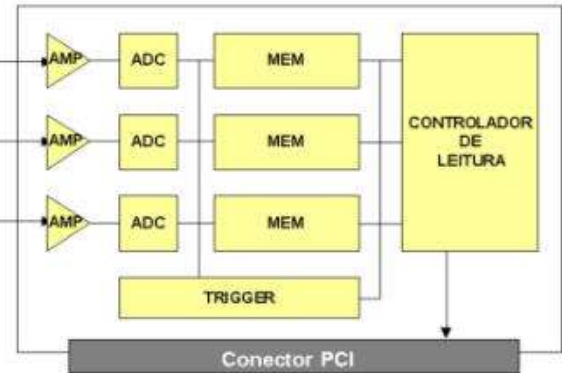 AMP ADC MEM
CONTROLADOR
DE
LEITURA
AMP ADC MEM
AMP ADC MEM
TRIGGER
Conector PCI